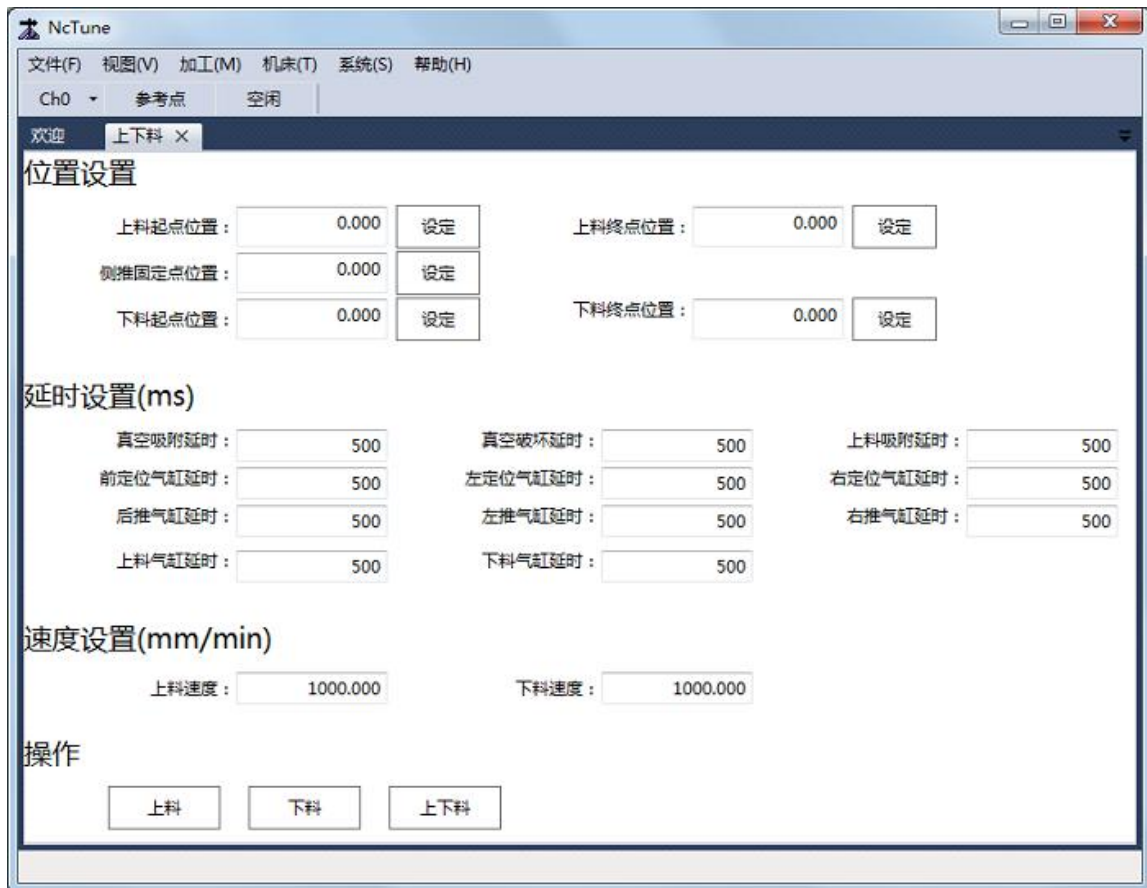 NcTune
文件(F) 视图(V) 加工(M) 机床(T) 系统(S) 帮助(H)
Ch0 参考点 空闲
欢迎 上下料
位置设置
上料起点位置： 0.000 设定 上料终点位置： 0.000 设定
侧推固定点位置： 0.000 设定
下料起点位置： 0.000 设定 下料终点位置： 0.000 设定
延时设置(ms)
真空吸附延时： 500 真空破坏延时： 500 上料吸附延时： 500
前定位气缸延时： 500 左定位气缸延时： 500 右定位气缸延时： 500
后推气缸延时： 500 左推气缸延时： 500 右推气缸延时： 500
上料气缸延时： 500 下料气缸延时： 500
速度设置(mm/min)
上料速度： 1000.000 下料速度： 1000.000
操作
上料 下料 上下料